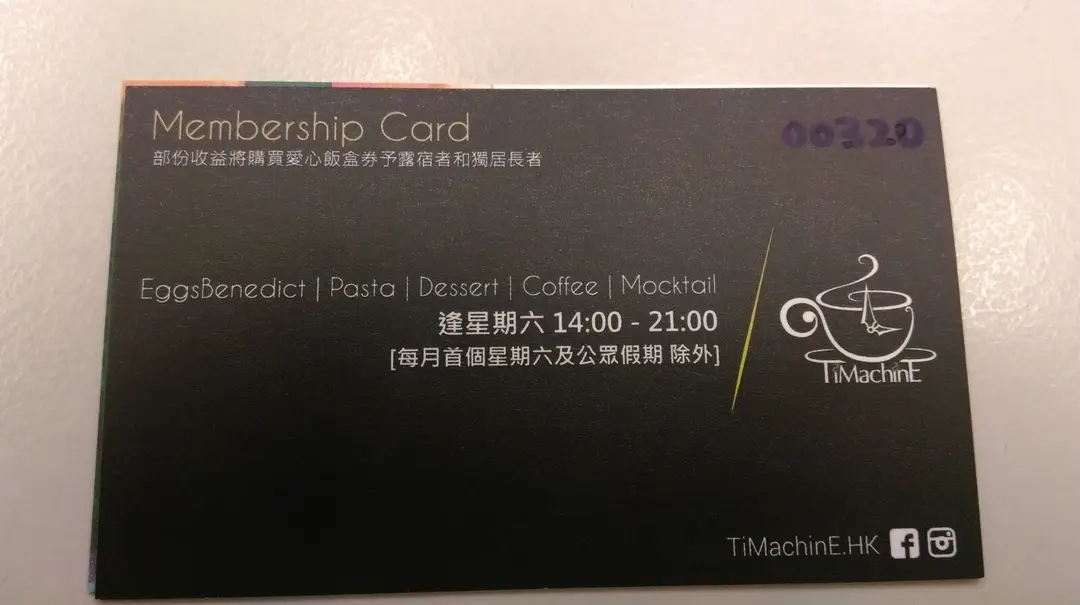 Membership Card
00320
部份收益將購買愛心飯盒券予露宿者和獨居長者
EggsBenedict | Pasta | Dessert | Coffee | Mocktail
逢星期六 14:00 - 21:00
[每月首個星期六及公眾假期 除外]
TiMachinE
TiMachinE.HK